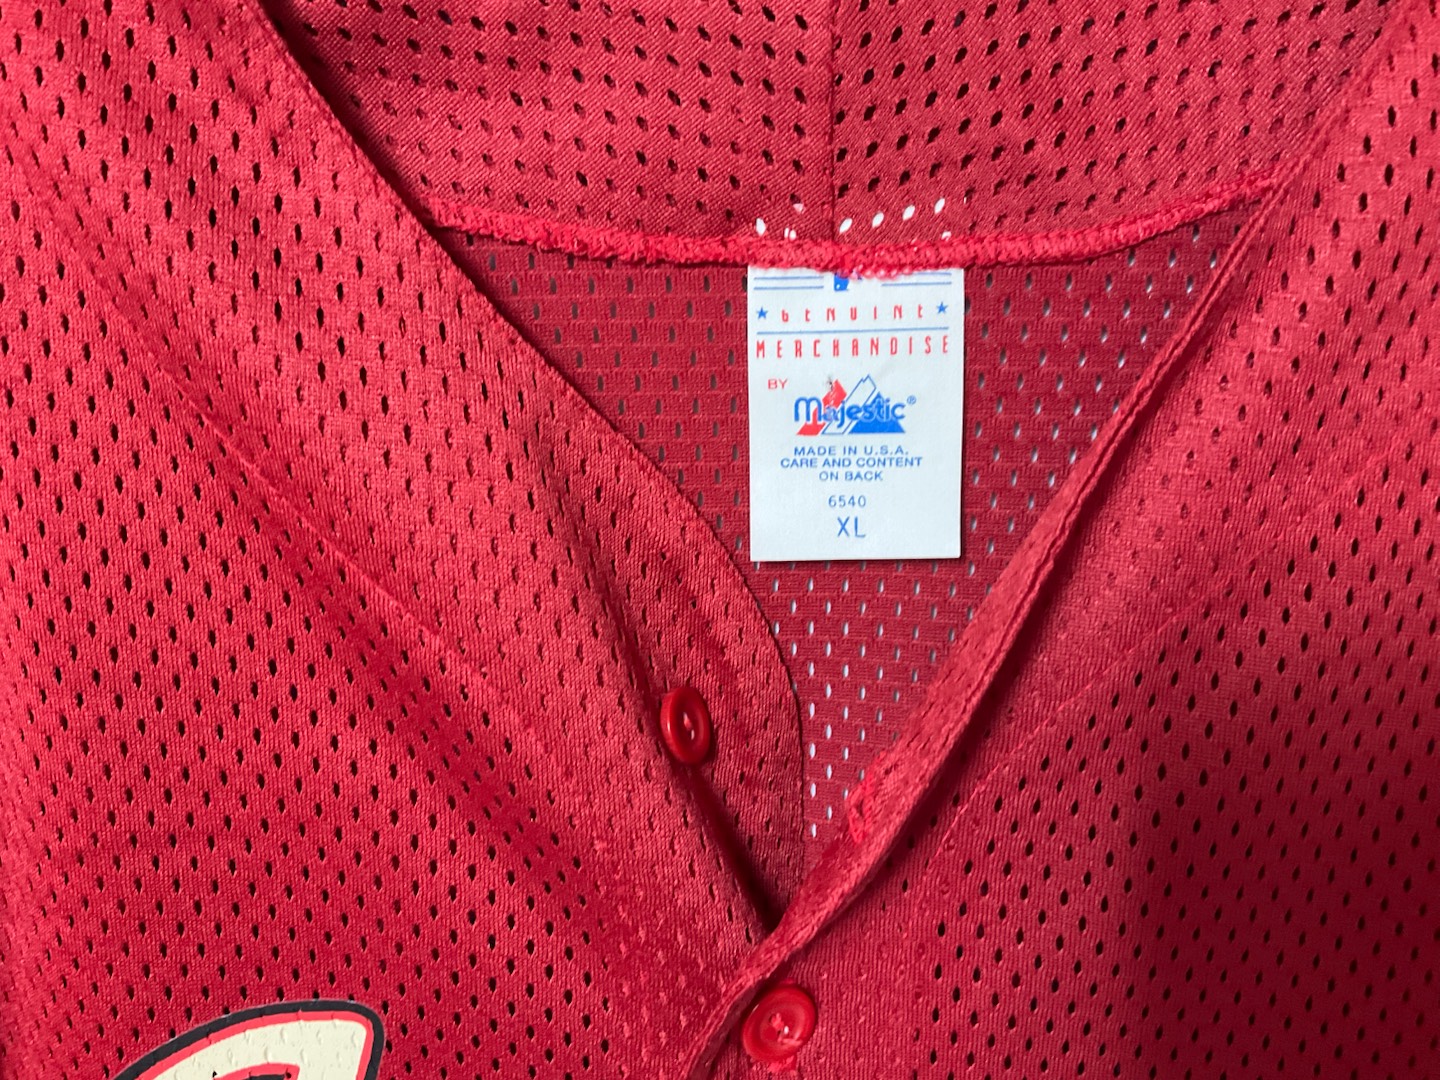 GENUINE
MERCHANDISE
BY
Majestic®
MADE IN U.S.A.
CARE AND CONTENT
ON BACK
6540
XL